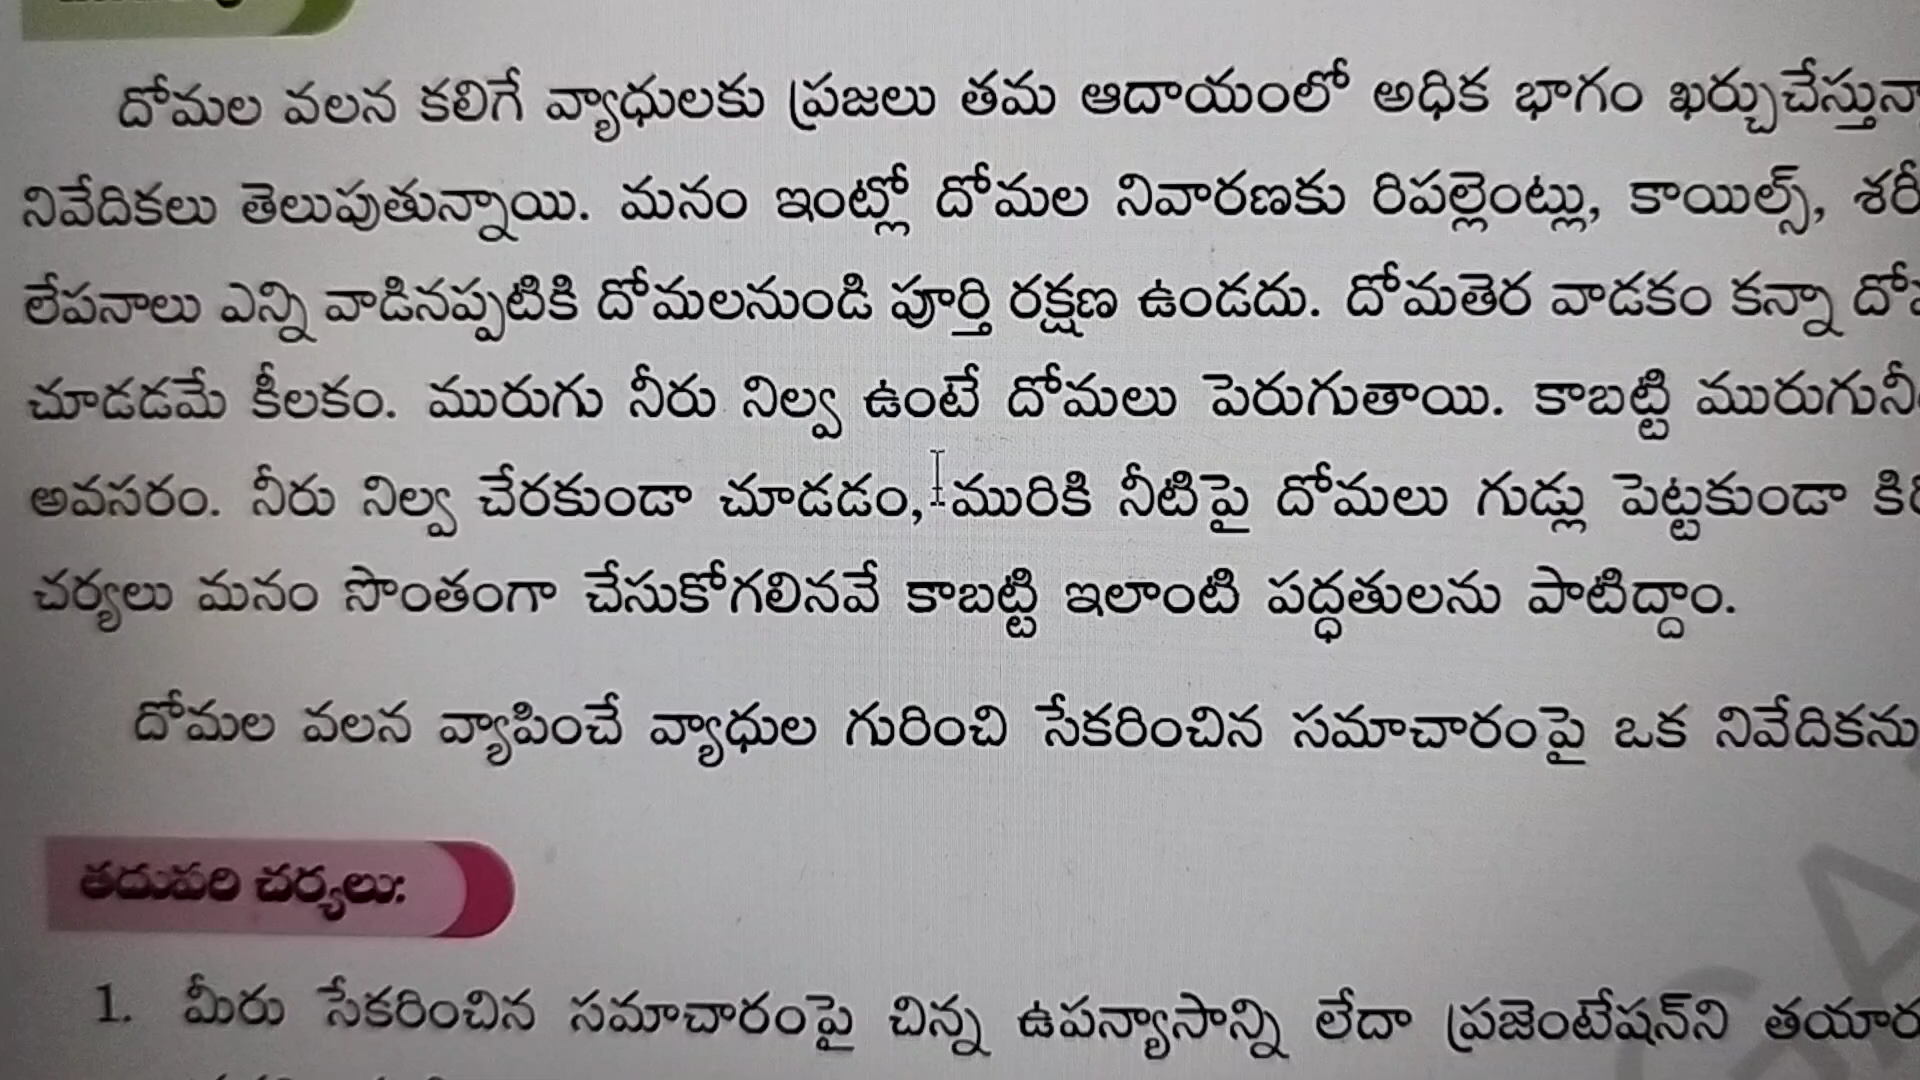 దోమల వలన కలిగే వ్యాధులకు ప్రజలు తమ ఆదాయంలో అధిక భాగం
నివేదికలు తెలుపుతున్నాయి. మనం ఇంట్లో దోమల నివారణకు రిపల్లెంట్లు, కాయిల్స్,
లేపనాలు ఎన్ని వాడినప్పటికి దోమలనుండి పూర్తి రక్షణ ఉండదు. దోమతెర వాడకం కన్నా
చూడడమే కీలకం. మురుగు నీరు నిల్వ ఉంటే దోమలు పెరుగుతాయి. కాబట్టి
అవసరం. నీరు నిల్వ చేరకుండా చూడడం, మురికి నీటిపై దోమలు గుడ్లు పెట్టకుండా
చర్యలు మనం సొంతంగా చేసుకోగలినవే కాబట్టి ఇలాంటి పద్ధతులను పాటిద్దాం.
దోమల వలన వ్యాపించే వ్యాధుల గురించి సేకరించిన సమాచారంపై ఒక నివేదికను
తదుపరి చర్యలు:
1. మీరు సేకరించిన సమాచారంపై చిన్న ఉపన్యాసాన్ని లేదా ప్రజెంటేషన్‌ని